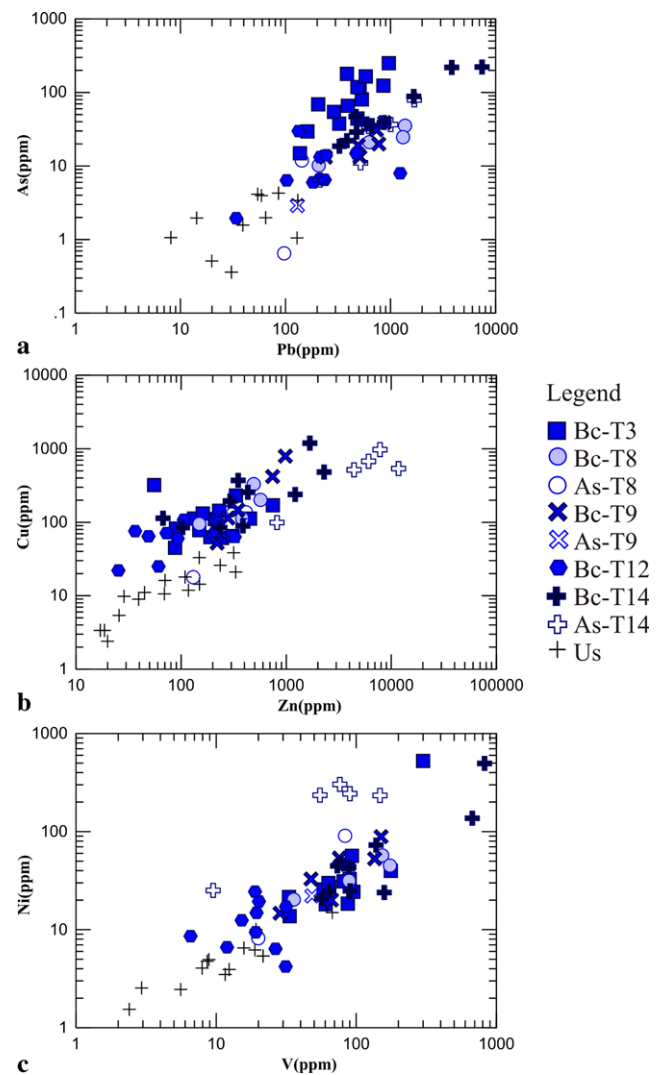 1000
100
As(ppm)
10
1
.1
1 10 100 1000 10000
a Pb(ppm)
10000
1000
Cu(ppm)
100
10
1
10 100 1000 10000 100000
b Zn(ppm)
Legend
Bc-T3
Bc-T8
As-T8
Bc-T9
As-T9
Bc-T12
Bc-T14
As-T14
Us
1000
100
Ni(ppm)
10
1
1 10 100 1000
c V(ppm)